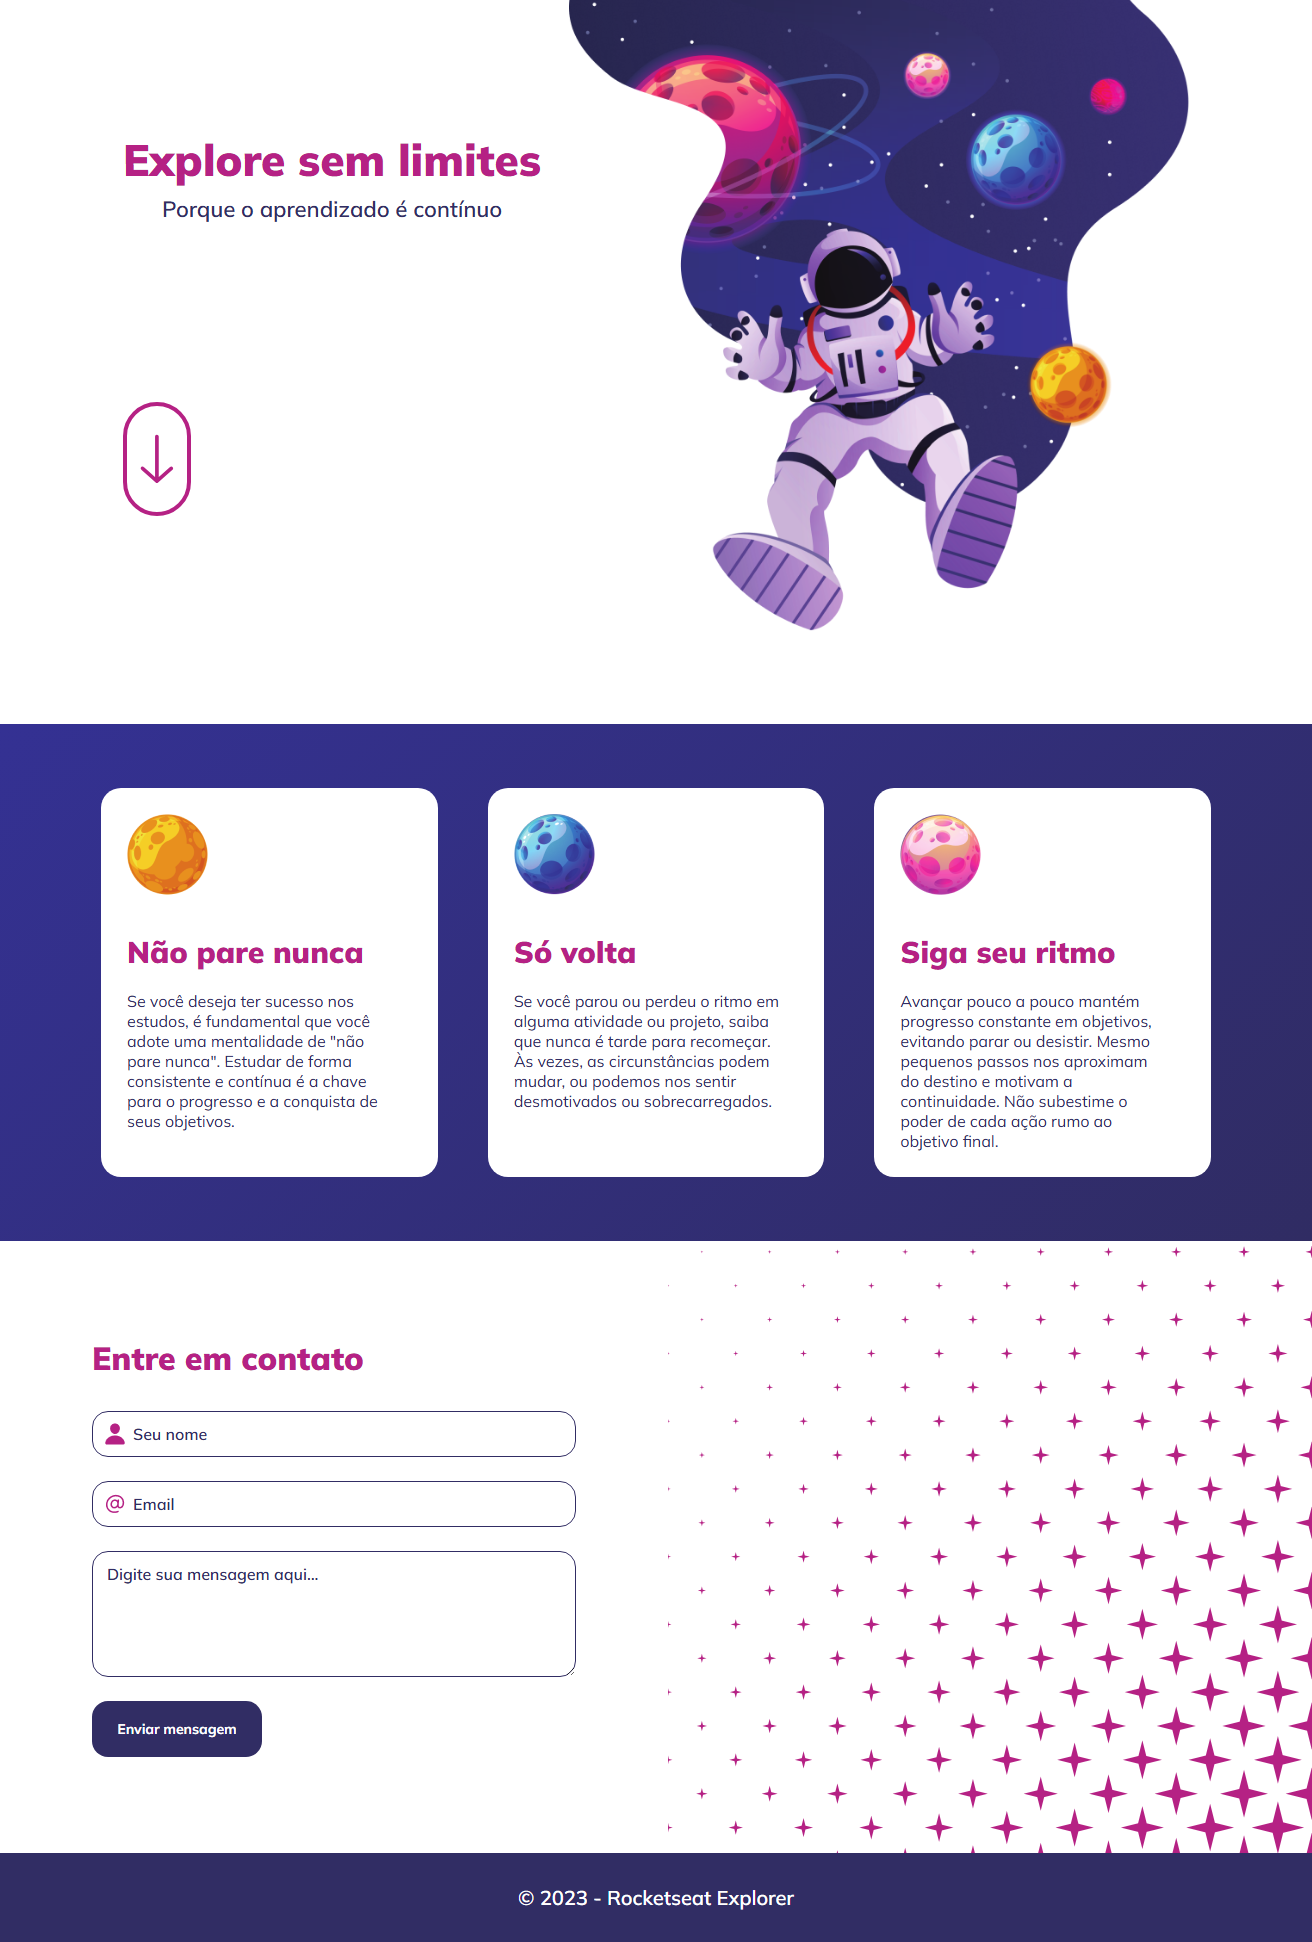 Explore sem limites
Porque o aprendizado é contínuo
Não pare nunca
Se você deseja ter sucesso nos
estudos, é fundamental que você
adote uma mentalidade de "não
pare nunca". Estudar de forma
consistente e contínua é a chave
para o progresso e a conquista de
seus objetivos.
Só volta
Se você parou ou perdeu o ritmo em
alguma atividade ou projeto, saiba
que nunca é tarde para recomeçar.
Às vezes, as circunstâncias podem
mudar, ou podemos nos sentir
desmotivados ou sobrecarregados.
Siga seu ritmo
Avançar pouco a pouco mantém
progresso constante em objetivos,
evitando parar ou desistir. Mesmo
pequenos passos nos aproximam
do destino e motivam a
continuidade. Não subestime o
poder de cada ação rumo ao
objetivo final.
Entre em contato
Seu nome
@ Email
Digite sua mensagem aqui...
Enviar mensagem
© 2023 - Rocketseat Explorer